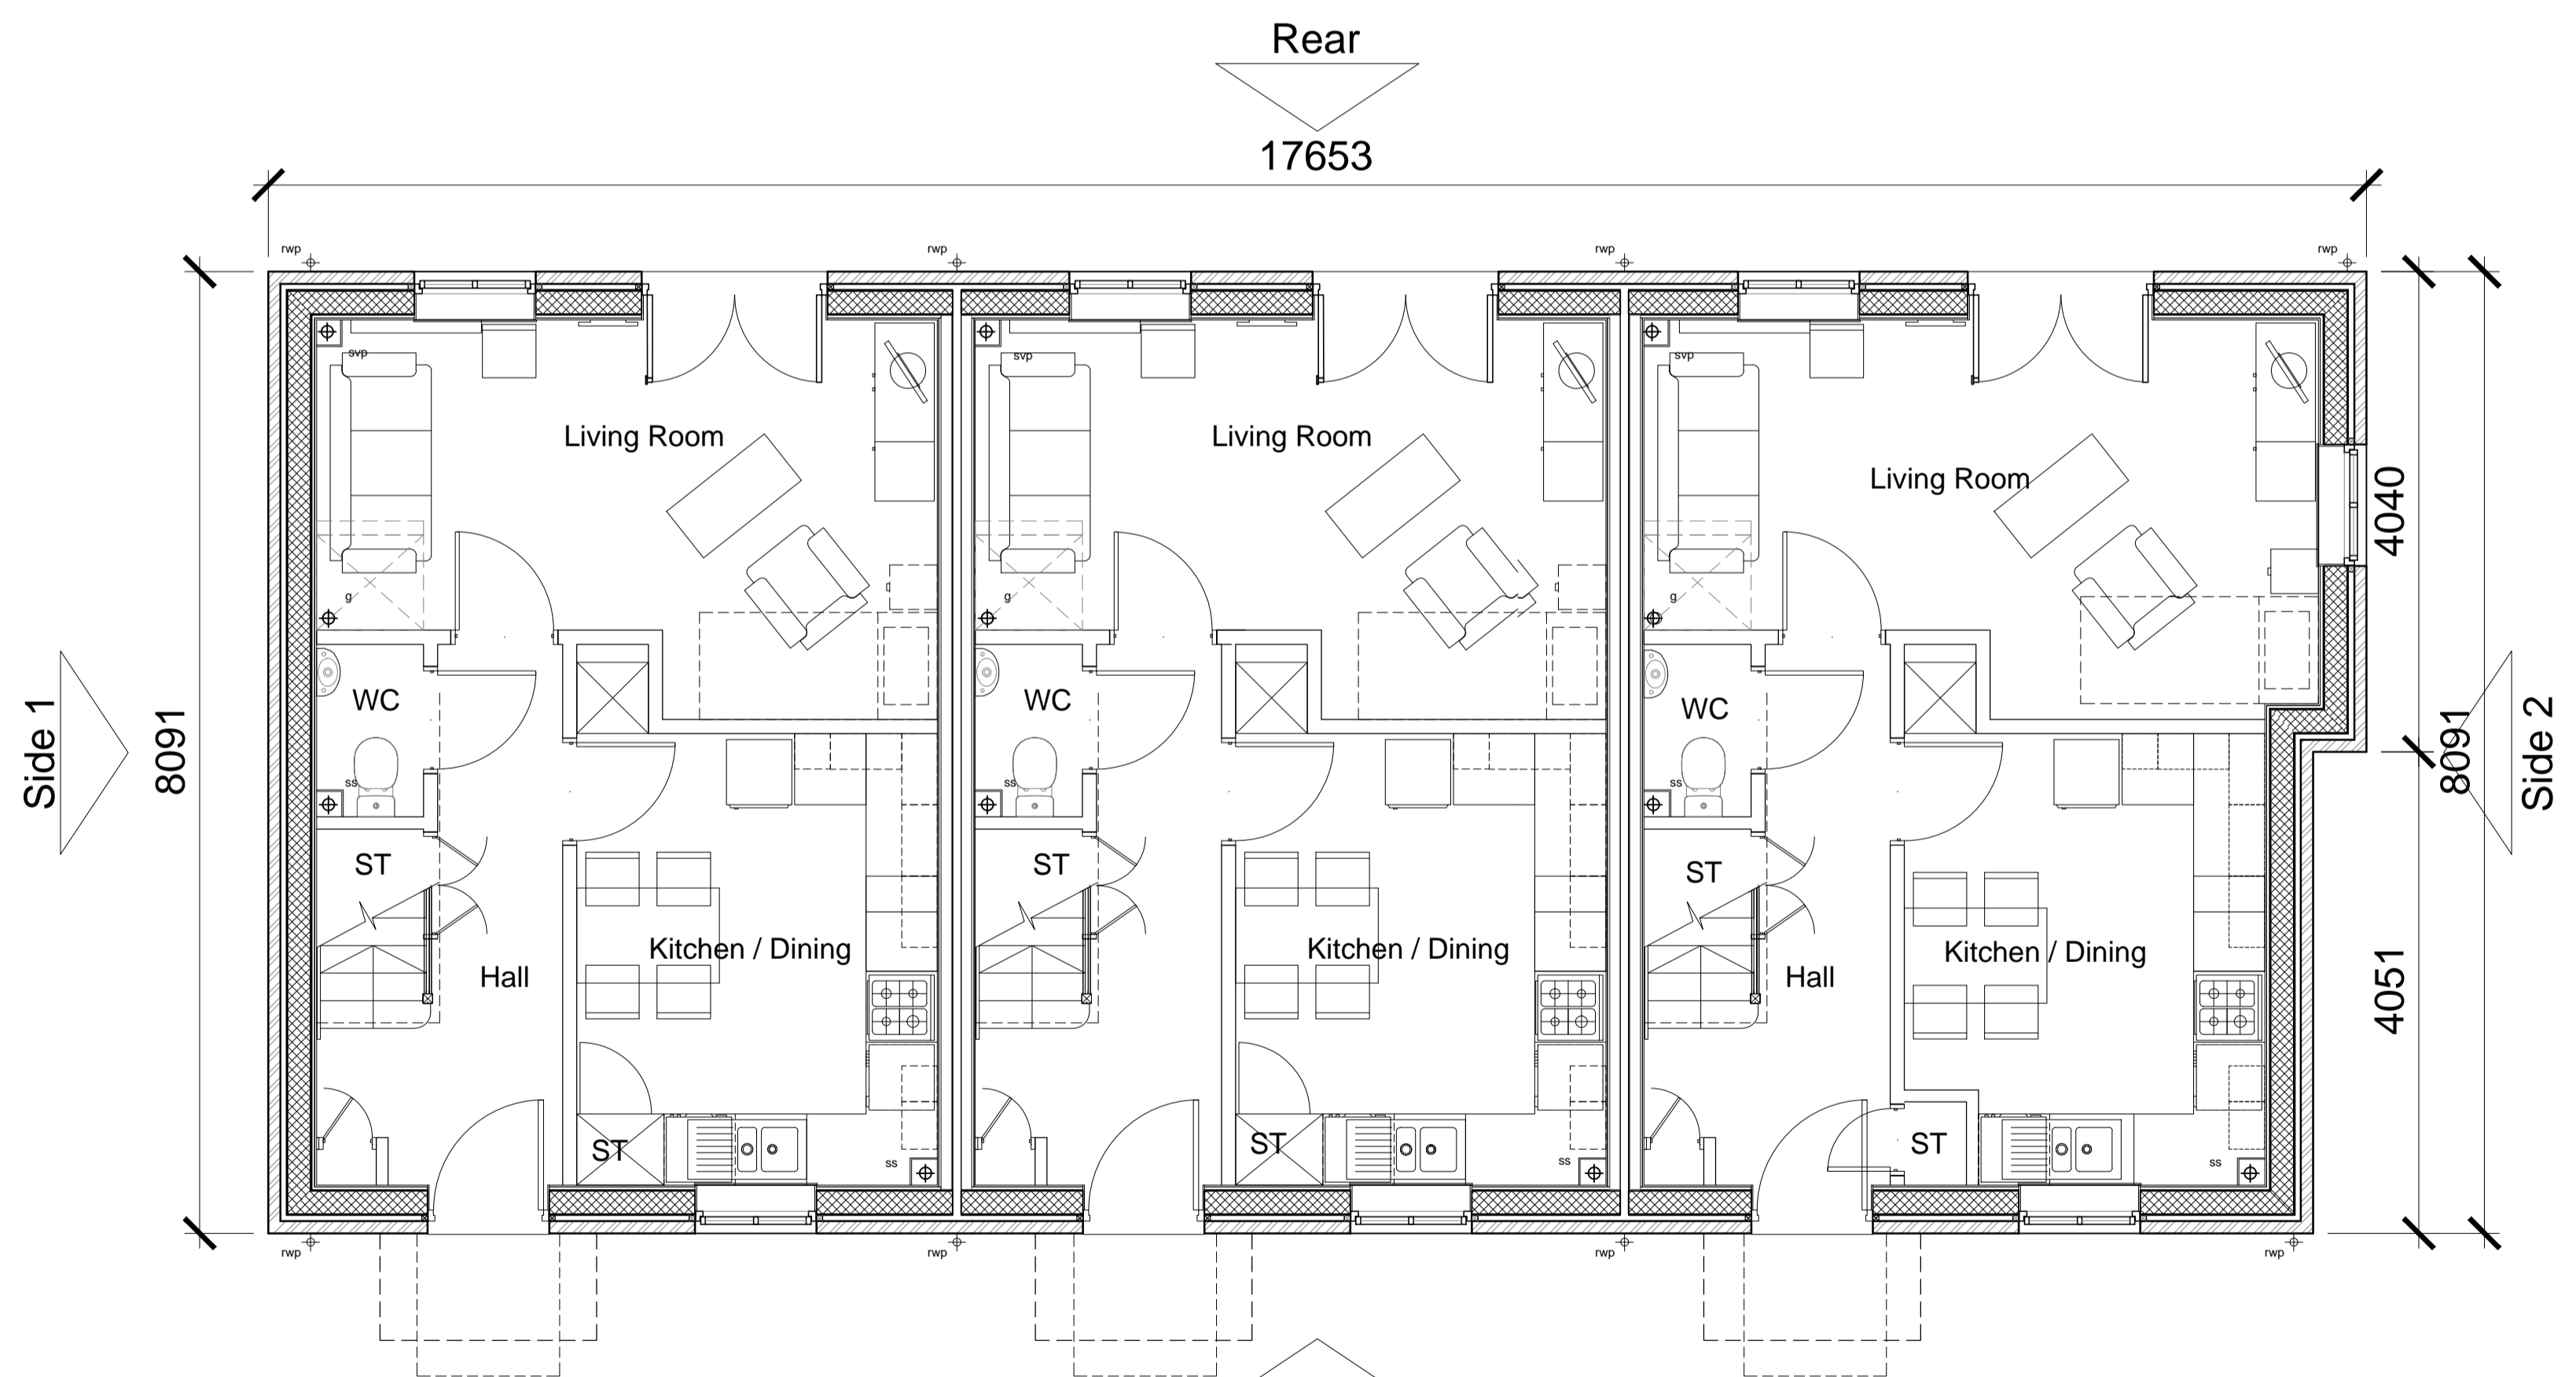 Rear
17653
rwp rwp rwp rwp
svp svp svp
Living Room Living Room
Living Room
4040
g g g
WC WC WC
Side 1
8091
8091
Side 2
ss ss ss
ST ST ST
Kitchen / Dining Kitchen / Dining Kitchen / Dining
Hall Hall
4051
ST ST ST
ss ss ss
rwp rwp rwp rwp